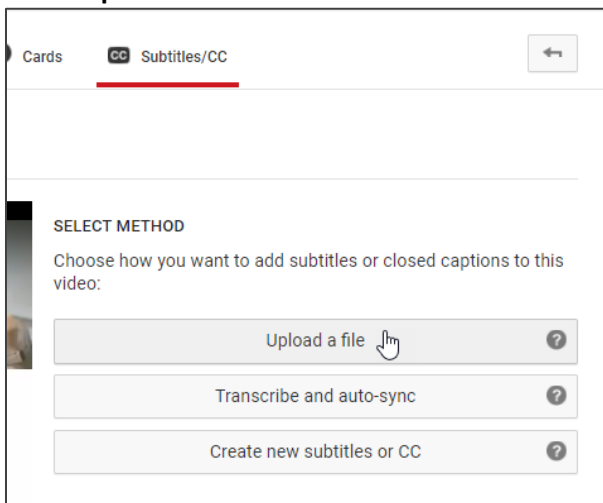 Cards CC Subtitles/CC
SELECT METHOD
Choose how you want to add subtitles or closed captions to this
video:
Upload a file ?
Transcribe and auto-sync ?
Create new subtitles or CC ?